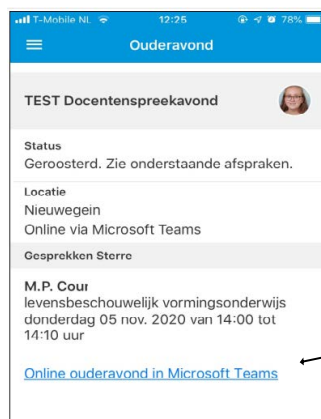 T-Mobile NL 12:25 78%
Ouderavond
TEST Docentenspreekavond
Status
Geroosterd. Zie onderstaande afspraken.
Locatie
Nieuwegein
Online via Microsoft Teams
Gesprekken Sterre
M.P. Cour
levensbeschouwelijk vormingsonderwijs
donderdag 05 nov. 2020 van 14:00 tot
14:10 uur
Online ouderavond in Microsoft Teams